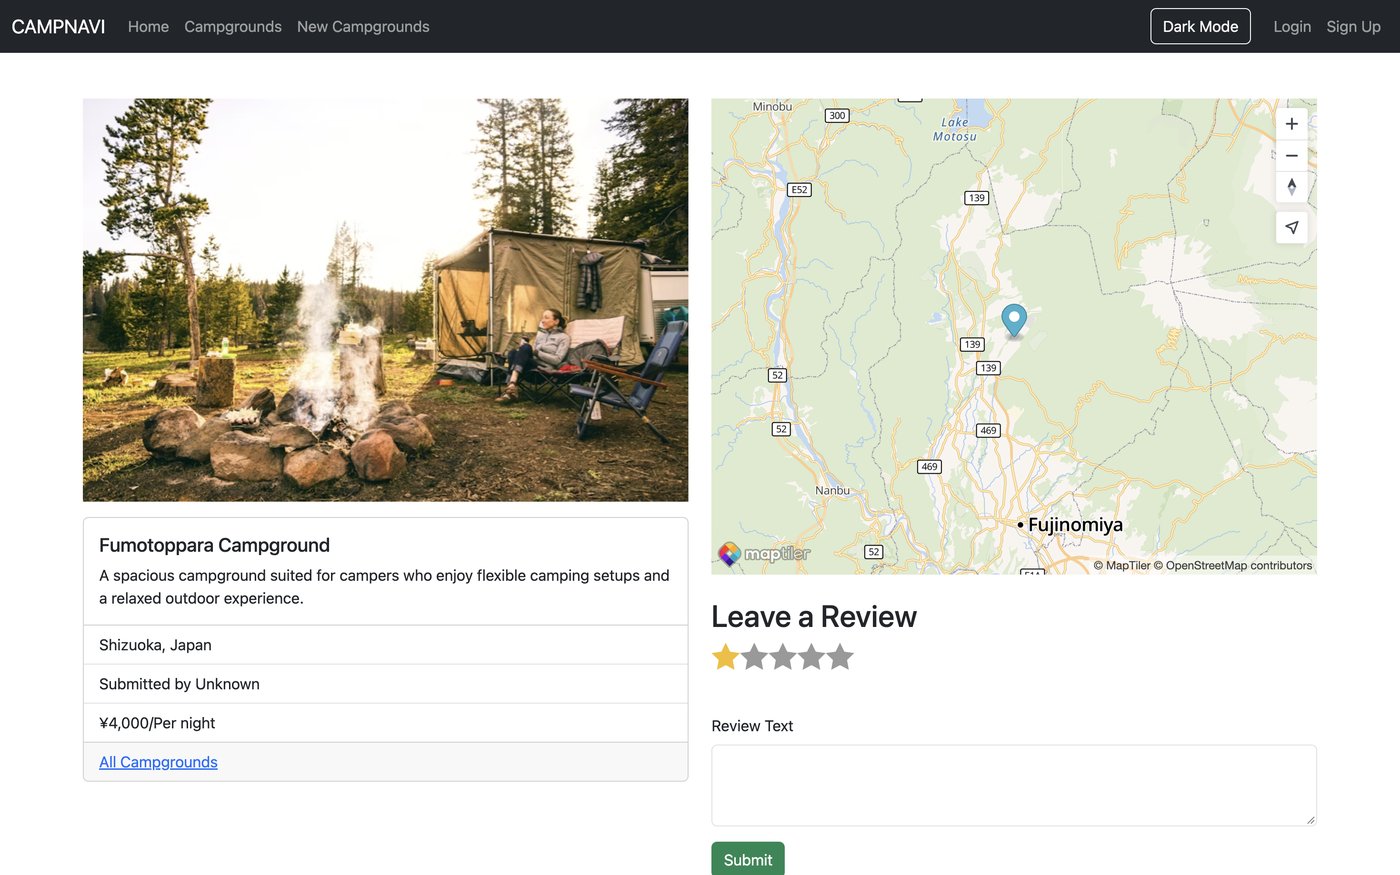 CAMPNAVI Home Campgrounds New Campgrounds Dark Mode Login Sign Up
Minobu
300
Lake
Motosu
E52
139
139
139
52
52
469
469
Nanbu
Fujinomiya
52
maptiler
© MapTiler © OpenStreetMap contributors
Fumotoppara Campground
A spacious campground suited for campers who enjoy flexible camping setups and
a relaxed outdoor experience.
Shizuoka, Japan
Submitted by Unknown
¥4,000/Per night
All Campgrounds
Leave a Review
Review Text
Submit